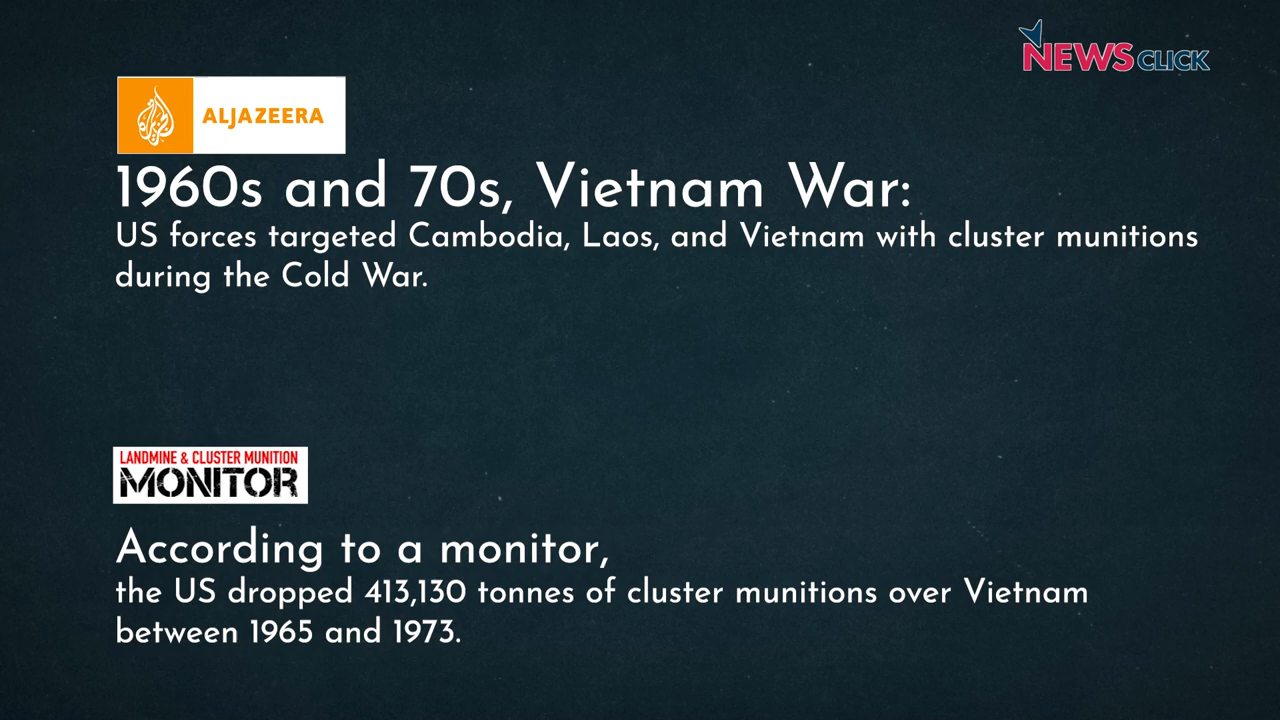 NEWSCLICK
ALJAZEERA
1960s and 70s, Vietnam War:
US forces targeted Cambodia, Laos, and Vietnam with cluster munitions
during the Cold War.
LANDMINE & CLUSTER MUNITION
MONITOR
According to a monitor,
the US dropped 413,130 tonnes of cluster munitions over Vietnam
between 1965 and 1973.